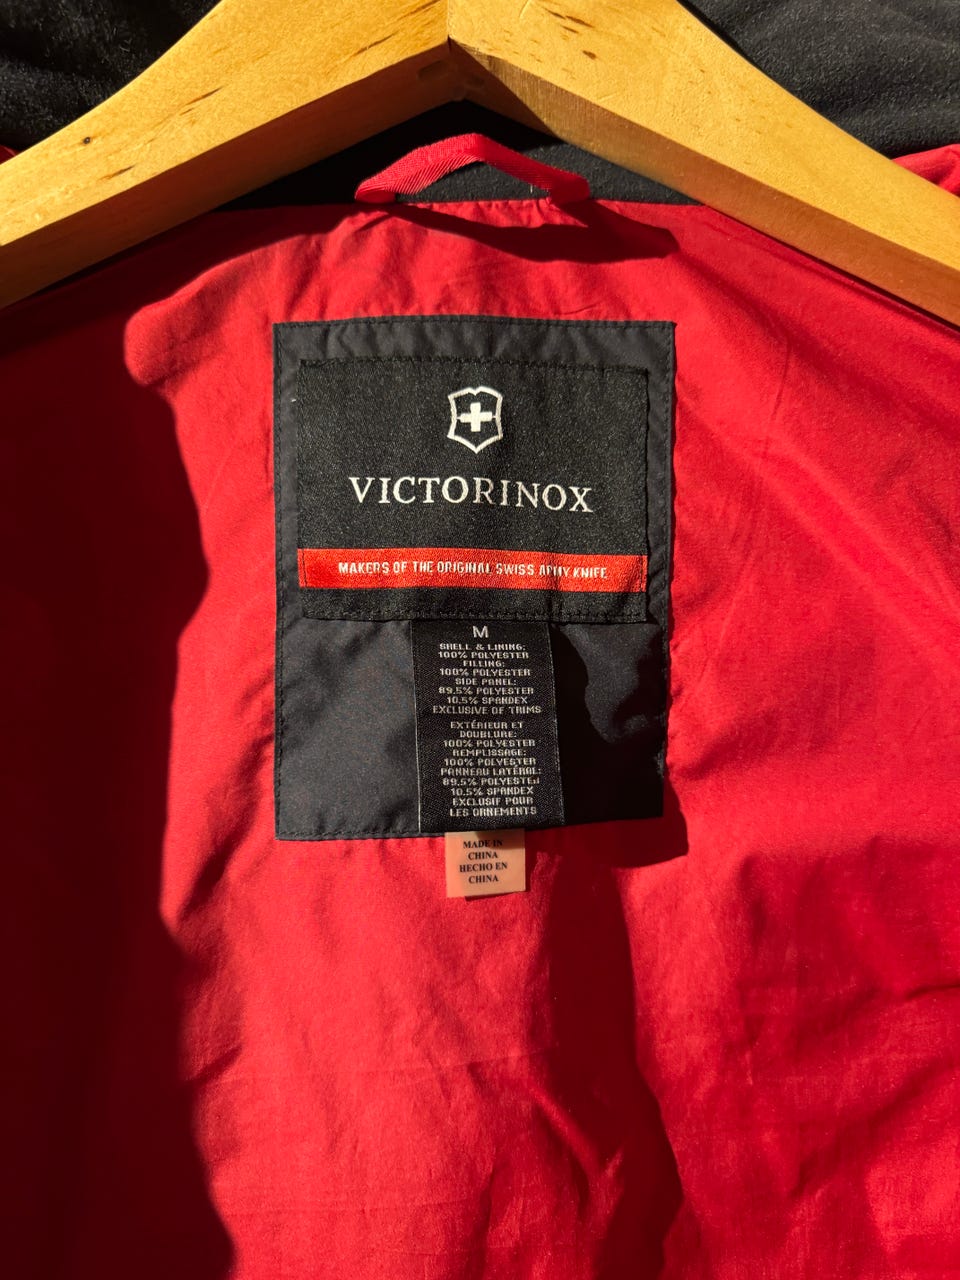 VICTORINOX
MAKERS OF THE ORIGINAL SWISS ARMY KNIFE
M
SHELL & LINING:
100% POLYESTER
FILLING:
100% POLYESTER
SIDE PANEL:
89.5% POLYESTER
10.5% SPANDEX
EXCLUSIVE OF TRIMS
EXTÉRIEUR ET
DOUBLURE:
100% POLYESTER
REMPLISSAGE:
100% POLYESTER
PANNEAU LATÉRAL:
89.5% POLYESTER
10.5% SPANDEX
EXCLUSIF POUR
LES ORNEMENTS
MADE IN
CHINA
HECHO EN
CHINA